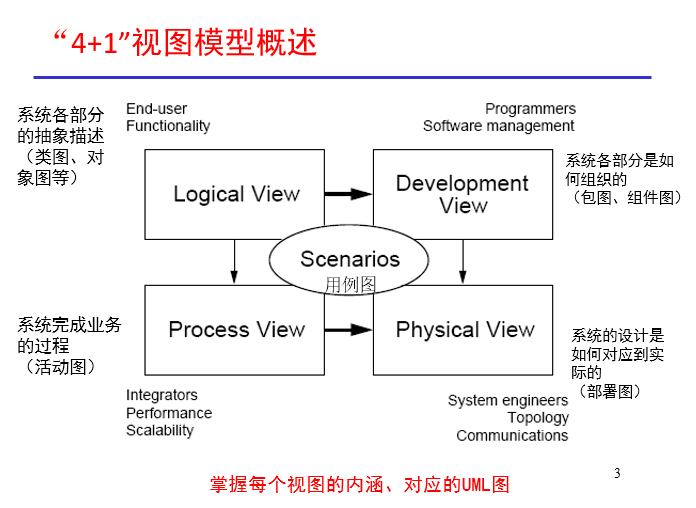 “4+1”视图模型概述
系统各部分
的抽象描述
（类图、对
象图等）
End-user
Functionality
Programmers
Software management
Logical View
Development
View
系统各部分是如
何组织的
（包图、组件图）
Scenarios
用例图
系统完成业务
的过程
（活动图）
Process View
Physical View
系统的设计是
如何对应到实
际的
（部署图）
Integrators
Performance
Scalability
System engineers
Topology
Communications
掌握每个视图的内涵、对应的UML图
3